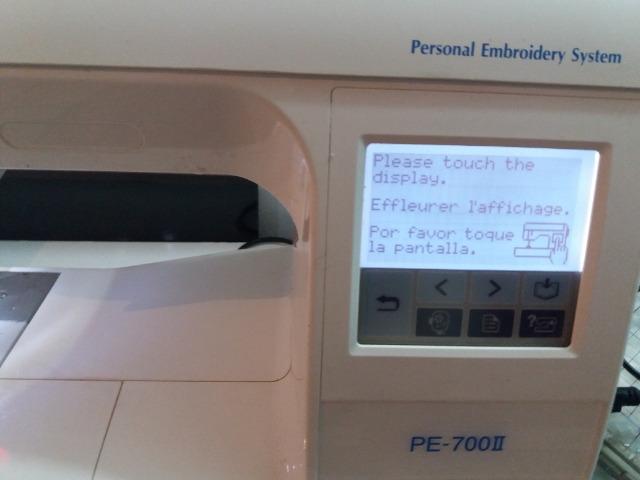 Personal Embroidery System
Please touch the
display.
Effleurer l'affichage.
Por favor toque
la pantalla.
< >
?
PE-700II